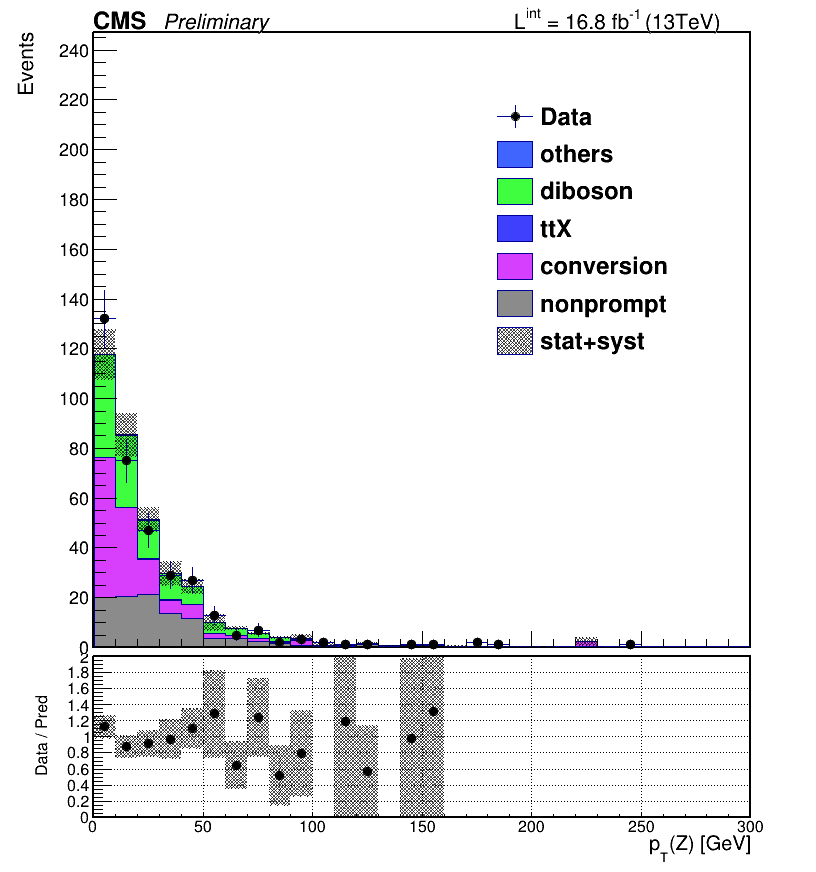 CMS Preliminary L^int = 16.8 fb^-1 (13TeV)
Events
240
220
200
180
160
140
120
100
80
60
40
20
0
Data
others
diboson
ttX
conversion
nonprompt
stat+syst
Data / Pred
2
1.8
1.6
1.4
1.2
1
0.8
0.6
0.4
0.2
0
0 50 100 150 200 250 300
p_T(Z) [GeV]